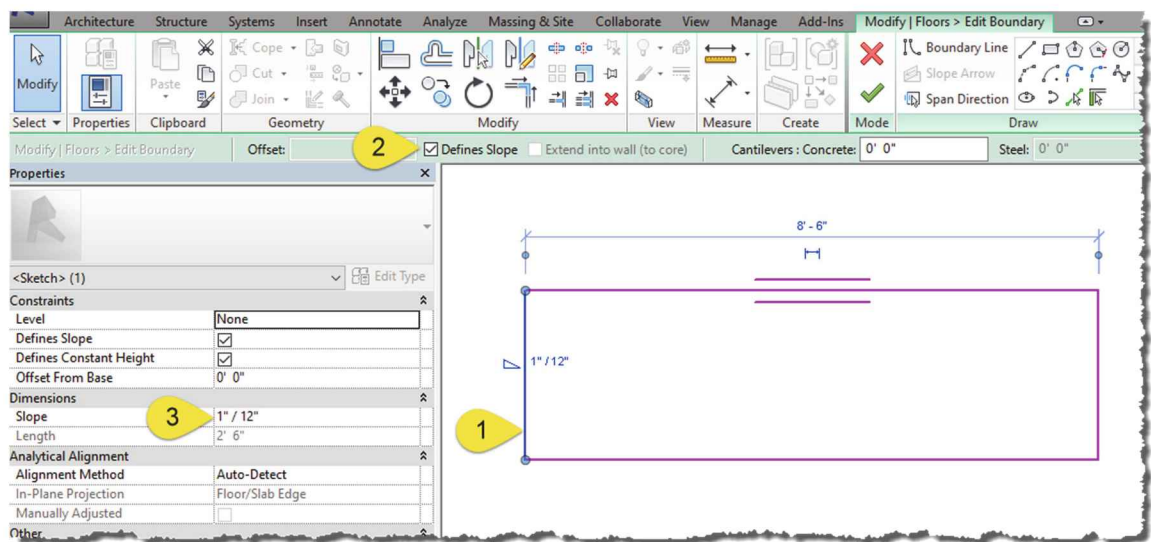 Architecture Structure Systems Insert Annotate Analyze Massing & Site Collaborate View Manage Add-Ins Modify | Floors > Edit Boundary
Modify Paste Cope Cut Join Boundary Line Slope Arrow Span Direction
Select Properties Clipboard Geometry Modify View Measure Create Mode Draw
Modify | Floors > Edit Boundary Offset: 2 Defines Slope Extend into wall (to core) Cantilevers : Concrete: 0' 0" Steel: 0' 0"
Properties
R
<Sketch> (1) Edit Type
Constraints
Level None
Defines Slope
Defines Constant Height
Offset From Base 0' 0"
Dimensions
Slope 3 1" / 12"
Length 2' 6"
Analytical Alignment
Alignment Method Auto-Detect
In-Plane Projection Floor/Slab Edge
Manually Adjusted
Other
8' - 6"
1" / 12"
1